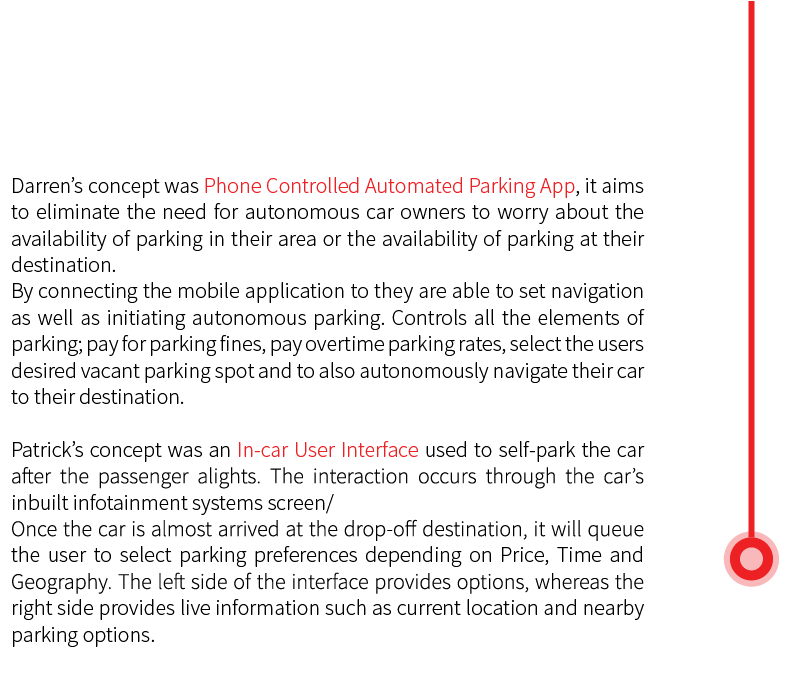 Darren’s concept was Phone Controlled Automated Parking App, it aims
to eliminate the need for autonomous car owners to worry about the
availability of parking in their area or the availability of parking at their
destination.
By connecting the mobile application to they are able to set navigation
as well as initiating autonomous parking. Controls all the elements of
parking; pay for parking fines, pay overtime parking rates, select the users
desired vacant parking spot and to also autonomously navigate their car
to their destination.
Patrick’s concept was an In-car User Interface used to self-park the car
after the passenger alights. The interaction occurs through the car’s
inbuilt infotainment systems screen/
Once the car is almost arrived at the drop-off destination, it will queue
the user to select parking preferences depending on Price, Time and
Geography. The left side of the interface provides options, whereas the
right side provides live information such as current location and nearby
parking options.